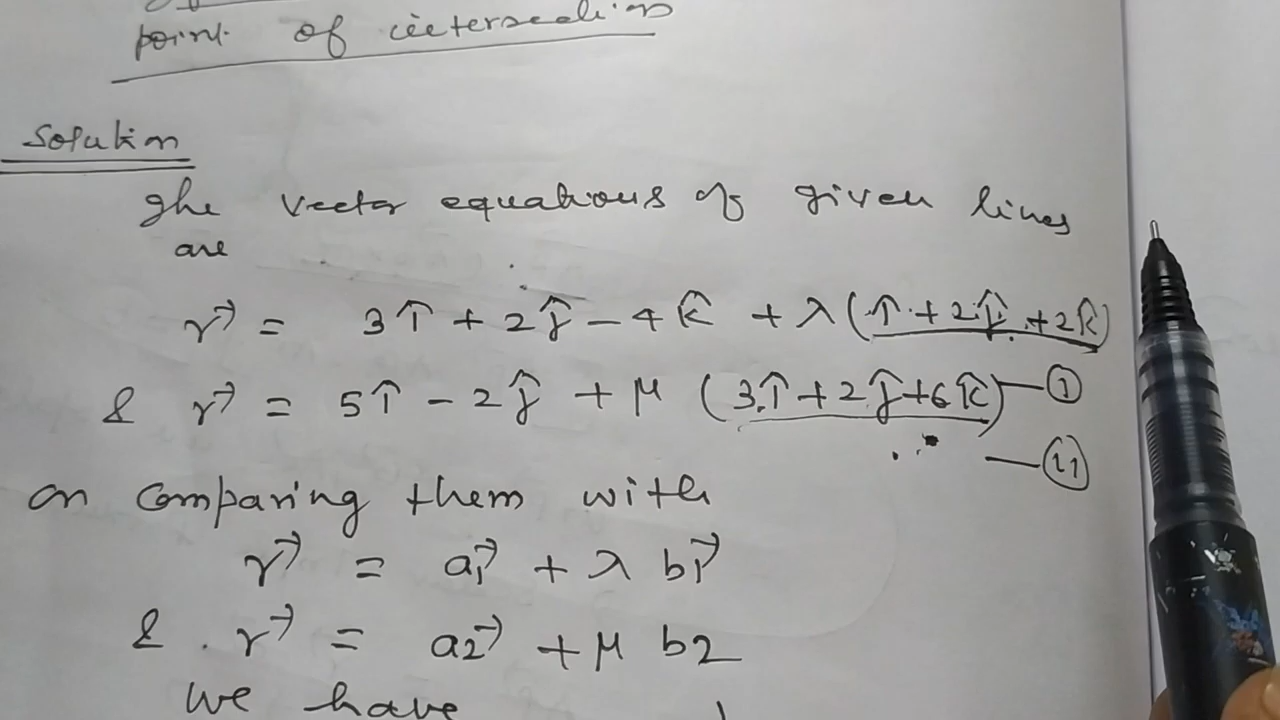 point of intersection
Solution
The vector equations of given lines
are
r⃗ = 3î + 2ĵ - 4k̂ + λ(î + 2ĵ + 2k̂)
& r⃗ = 5î - 2ĵ + μ (3î + 2ĵ + 6k̂) — ①
— (ii)
on comparing them with
r⃗ = a₁⃗ + λ b₁⃗
& r⃗ = a₂⃗ + μ b2
we have